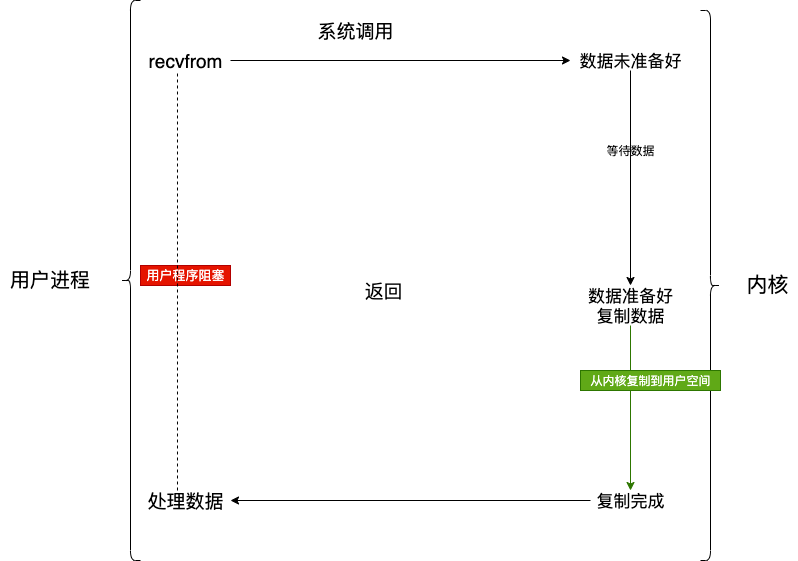 系统调用
recvfrom
数据未准备好
等待数据
用户进程
用户程序阻塞
返回
内核
数据准备好
复制数据
从内核复制到用户空间
处理数据
复制完成